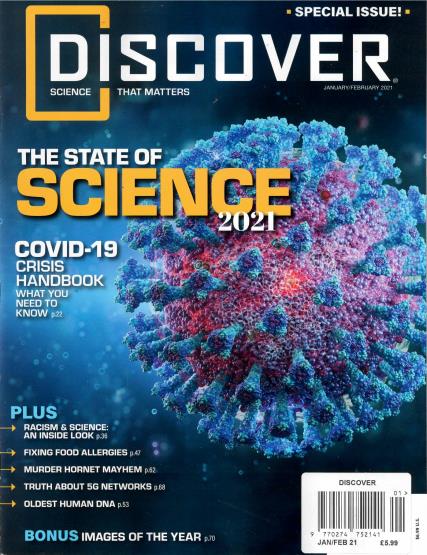 SPECIAL ISSUE!
DISCOVER
SCIENCE THAT MATTERS
JANUARY/FEBRUARY 2021
THE STATE OF
SCIENCE
2021
COVID-19
CRISIS
HANDBOOK
WHAT YOU
NEED TO
KNOW p.22
PLUS
RACISM & SCIENCE:
AN INSIDE LOOK p.36
FIXING FOOD ALLERGIES p.47
MURDER HORNET MAYHEM p.62
TRUTH ABOUT 5G NETWORKS p.68
OLDEST HUMAN DNA p.53
BONUS IMAGES OF THE YEAR p.70
DISCOVER
01>
9 770274 752141
JAN/FEB 21 £5.99
$6.99 U.S.